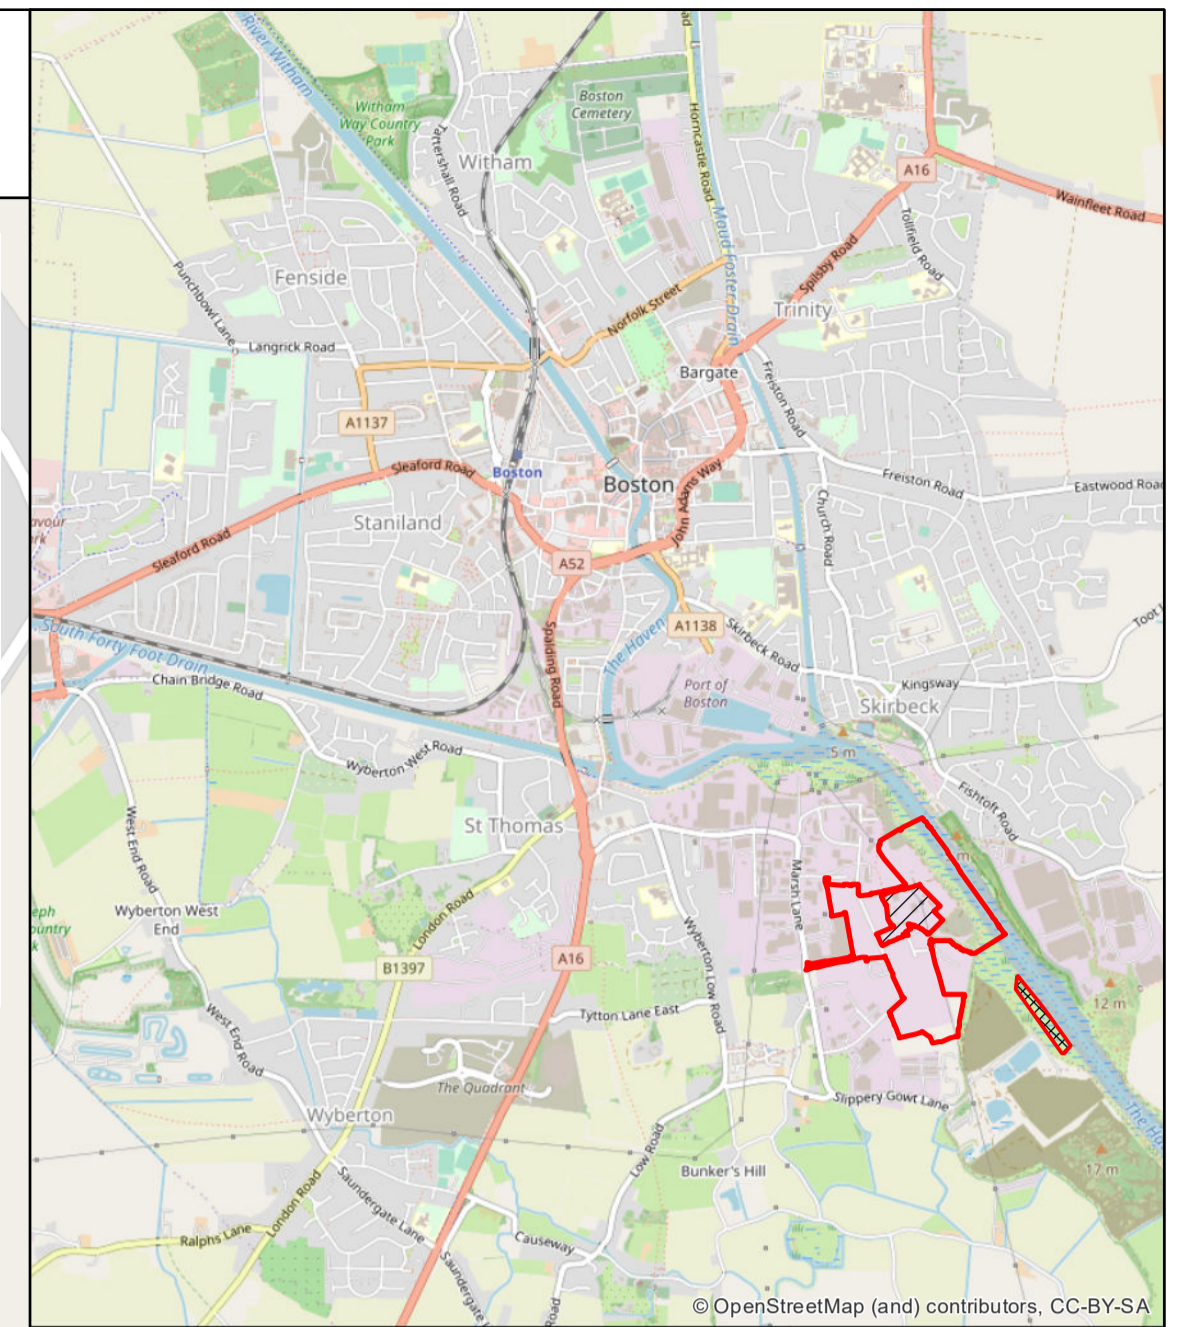 River Witham
Witham
Way Country
Park
Tattershall Road
Witham
Boston
Cemetery
Horncastle Road
Maud Foster Drain
A16
Wainfleet Road
Tollfield Road
Spilsby Road
Trinity
Fenside
Punchbowl Lane
Langrick Road
Norfolk Street
Bargate
Freiston Road
A1137
Sleaford Road
Boston
Boston
John Adams Way
Freiston Road
Eastwood Road
Staniland
Church Road
Sleaford Road
A52
A1138
Skirbeck Road
South Forty Foot Drain
Chain Bridge Road
Spalding Road
The Haven
Port of
Boston
Kingsway
Skirbeck
Wyberton West Road
5 m
Fishtoft Road
West End Road
St Thomas
London Road
Marsh Lane
Wyberton West
End
Wyberton Low Road
B1397
A16
West End Road
Tytton Lane East
12 m
The Quadrant
Slippery Gowt Lane
Wyberton
Low Road
Bunker's Hill
17 m
London Road
Saundergate Lane
Ralphs Lane
Causeway
© OpenStreetMap (and) contributors, CC-BY-SA